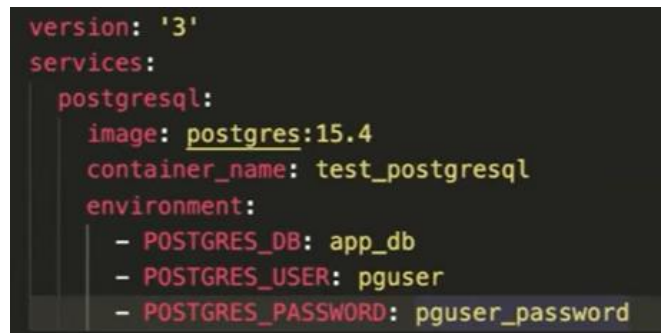 version: '3'
services:
  postgresql:
    image: postgres:15.4
    container_name: test_postgresql
    environment:
      - POSTGRES_DB: app_db
      - POSTGRES_USER: pguser
      - POSTGRES_PASSWORD: pguser_password